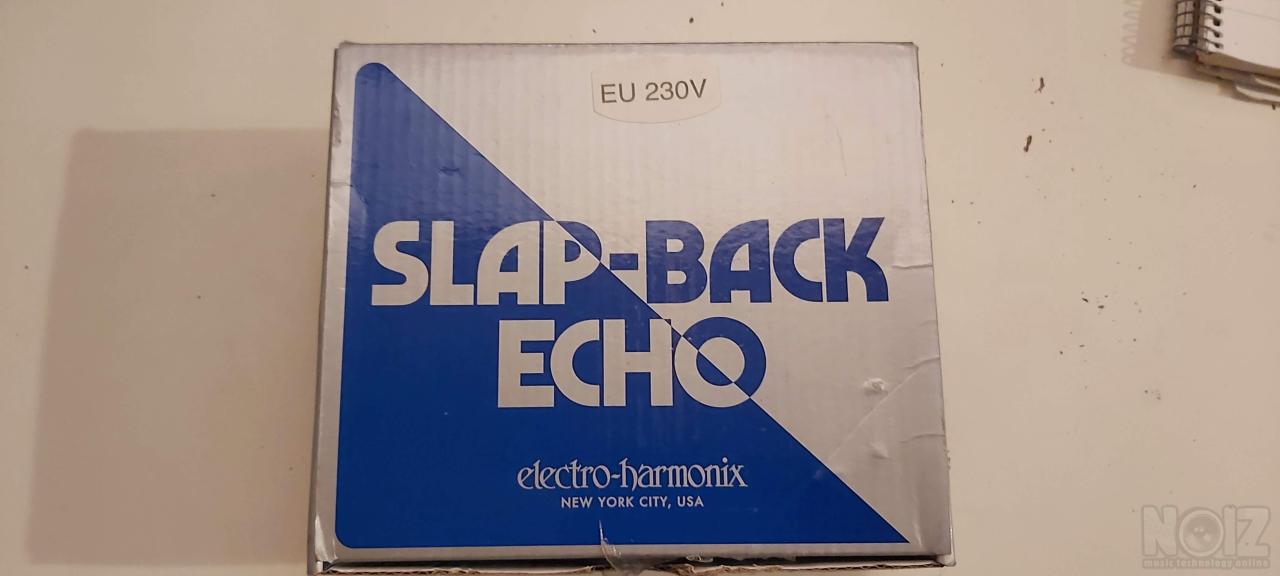 EU 230V
SLAP-BACK
ECHO
electro-harmonix
NEW YORK CITY, USA
NOIZ
music technology online